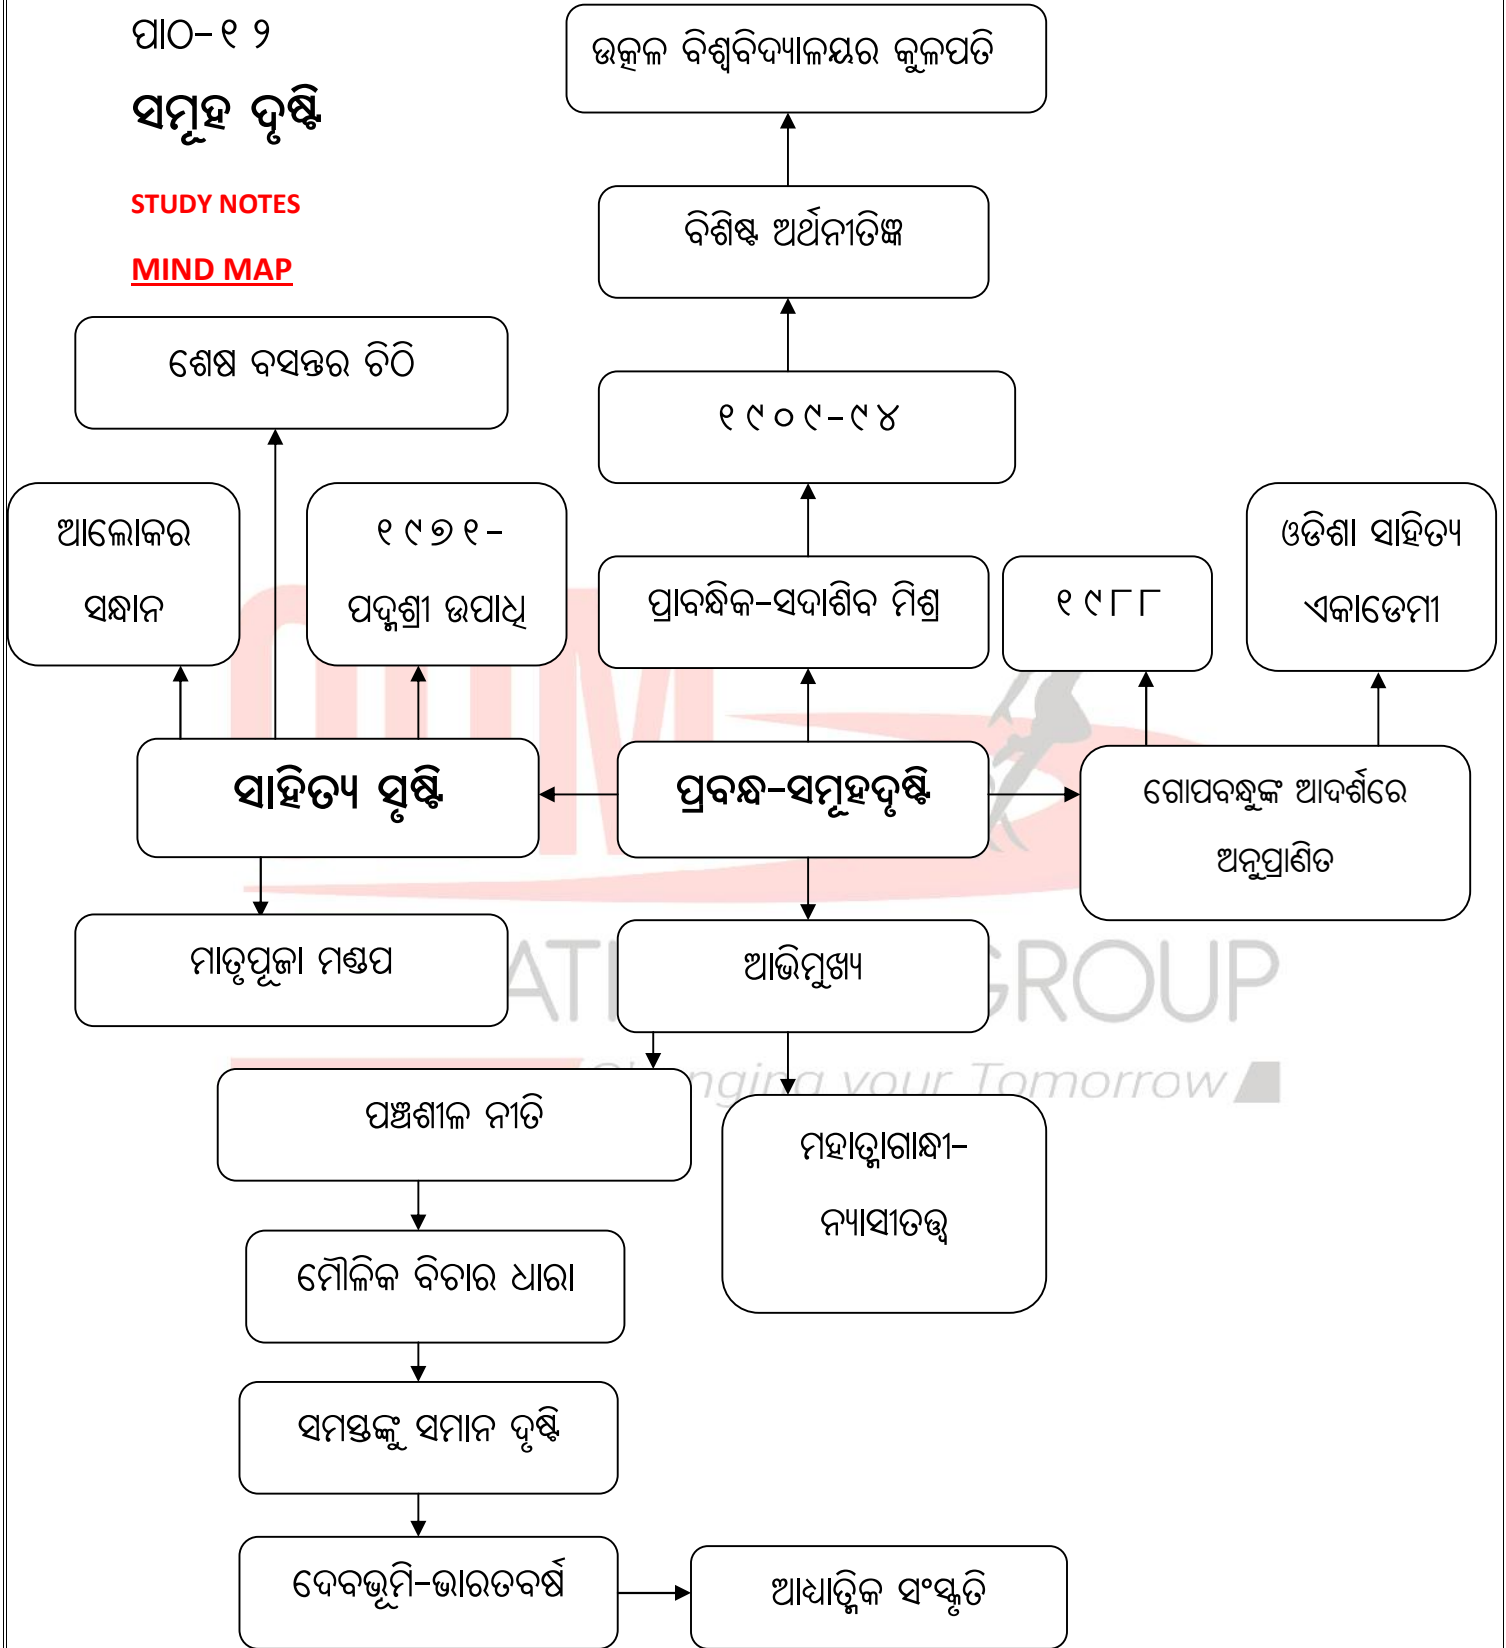 ପାଠ-୧୨
ସମୂହ ଦୃଷ୍ଟି
STUDY NOTES
MIND MAP
ଉତ୍କଳ ବିଶ୍ୱବିଦ୍ୟାଳୟର କୁଳପତି
ବିଶିଷ୍ଟ ଅର୍ଥନୀତିଜ୍ଞ
ଶେଷ ବସନ୍ତର ଚିଠି
୧୯୦୯-୯୪
ଆଲୋକର
ସନ୍ଧାନ
୧୯୭୧-
ପଦ୍ମଶ୍ରୀ ଉପାଧି
ପ୍ରାବନ୍ଧିକ-ସଦାଶିବ ମିଶ୍ର
୧୯୮୮
ଓଡିଶା ସାହିତ୍ୟ
ଏକାଡେମୀ
ସାହିତ୍ୟ ସୃଷ୍ଟି
ପ୍ରବନ୍ଧ-ସମୂହଦୃଷ୍ଟି
ଗୋପବନ୍ଧୁଙ୍କ ଆଦର୍ଶରେ
ଅନୁପ୍ରାଣିତ
ମାତୃପୂଜା ମଣ୍ଡପ
ଆଭିମୁଖ୍ୟ
GROUP
Changing your Tomorrow
ପଞ୍ଚଶୀଳ ନୀତି
ମହାତ୍ମାଗାନ୍ଧୀ-
ନ୍ୟାସୀତତ୍ତ୍ୱ
ମୌଳିକ ବିଚାର ଧାରା
ସମସ୍ତଙ୍କୁ ସମାନ ଦୃଷ୍ଟି
ଦେବଭୂମି-ଭାରତବର୍ଷ
ଆଧ୍ୟାତ୍ମିକ ସଂସ୍କୃତି